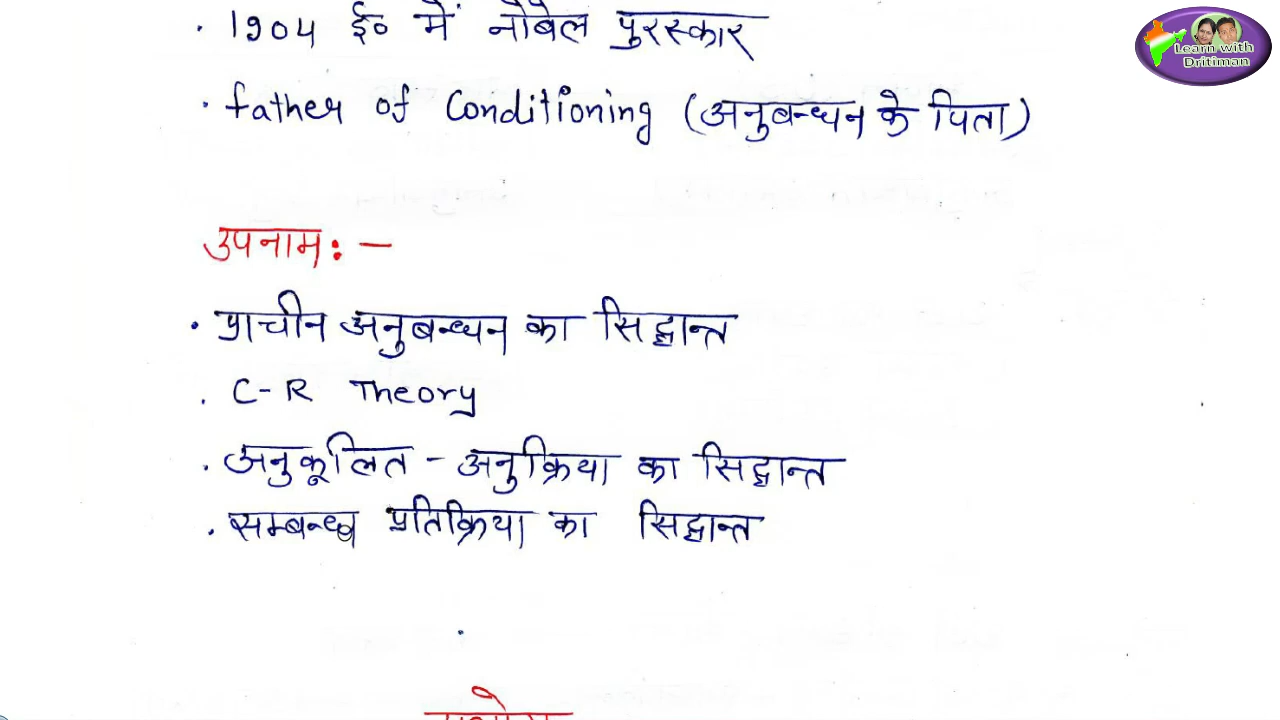 · 1904 ई० में नोबेल पुरस्कार
Learn with
Dritiman
· father of Conditioning (अनुबन्धन के पिता)
उपनाम: –
· प्राचीन अनुबन्धन का सिद्धान्त
· C-R Theory
· अनुकूलित - अनुक्रिया का सिद्धान्त
· सम्बन्ध प्रतिक्रिया का सिद्धान्त